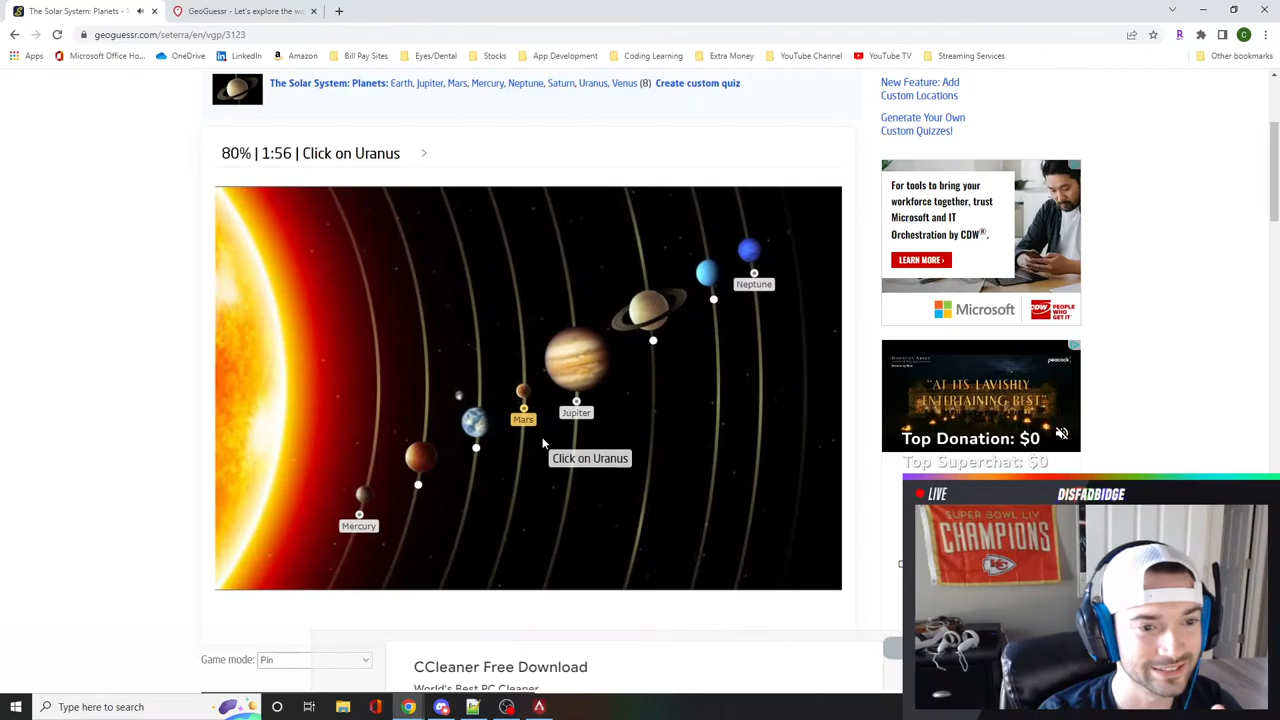 The Solar System: Planets -
GeoGuessr - Let's explore the wo
geoguessr.com/seterra/en/vgp/3123
Apps
Microsoft Office Ho...
OneDrive
LinkedIn
Amazon
Bill Pay Sites
Eyes/Dental
Stocks
App Development
Coding Learning
Extra Money
YouTube Channel
YouTube TV
Streaming Services
Other bookmarks
The Solar System: Planets: Earth, Jupiter, Mars, Mercury, Neptune, Saturn, Uranus, Venus (8) Create custom quiz
New Feature: Add
Custom Locations
Generate Your Own
Custom Quizzes!
80% | 1:56 | Click on Uranus
For tools to bring your
workforce together, trust
Microsoft and IT
Orchestration by CDW®.
LEARN MORE ›
Microsoft
CDW
PEOPLE
WHO
GET IT
Neptune
Mars
Jupiter
Click on Uranus
Mercury
peacock
"AT ITS LAVISHLY
ENTERTAINING BEST"
Top Donation: $0
Top Superchat: $0
LIVE
DISFADBIDGE
SUPER BOWL LIV
CHAMPIONS
Game mode: Pin
CCleaner Free Download
World's Best PC Cleaner
Type here to search